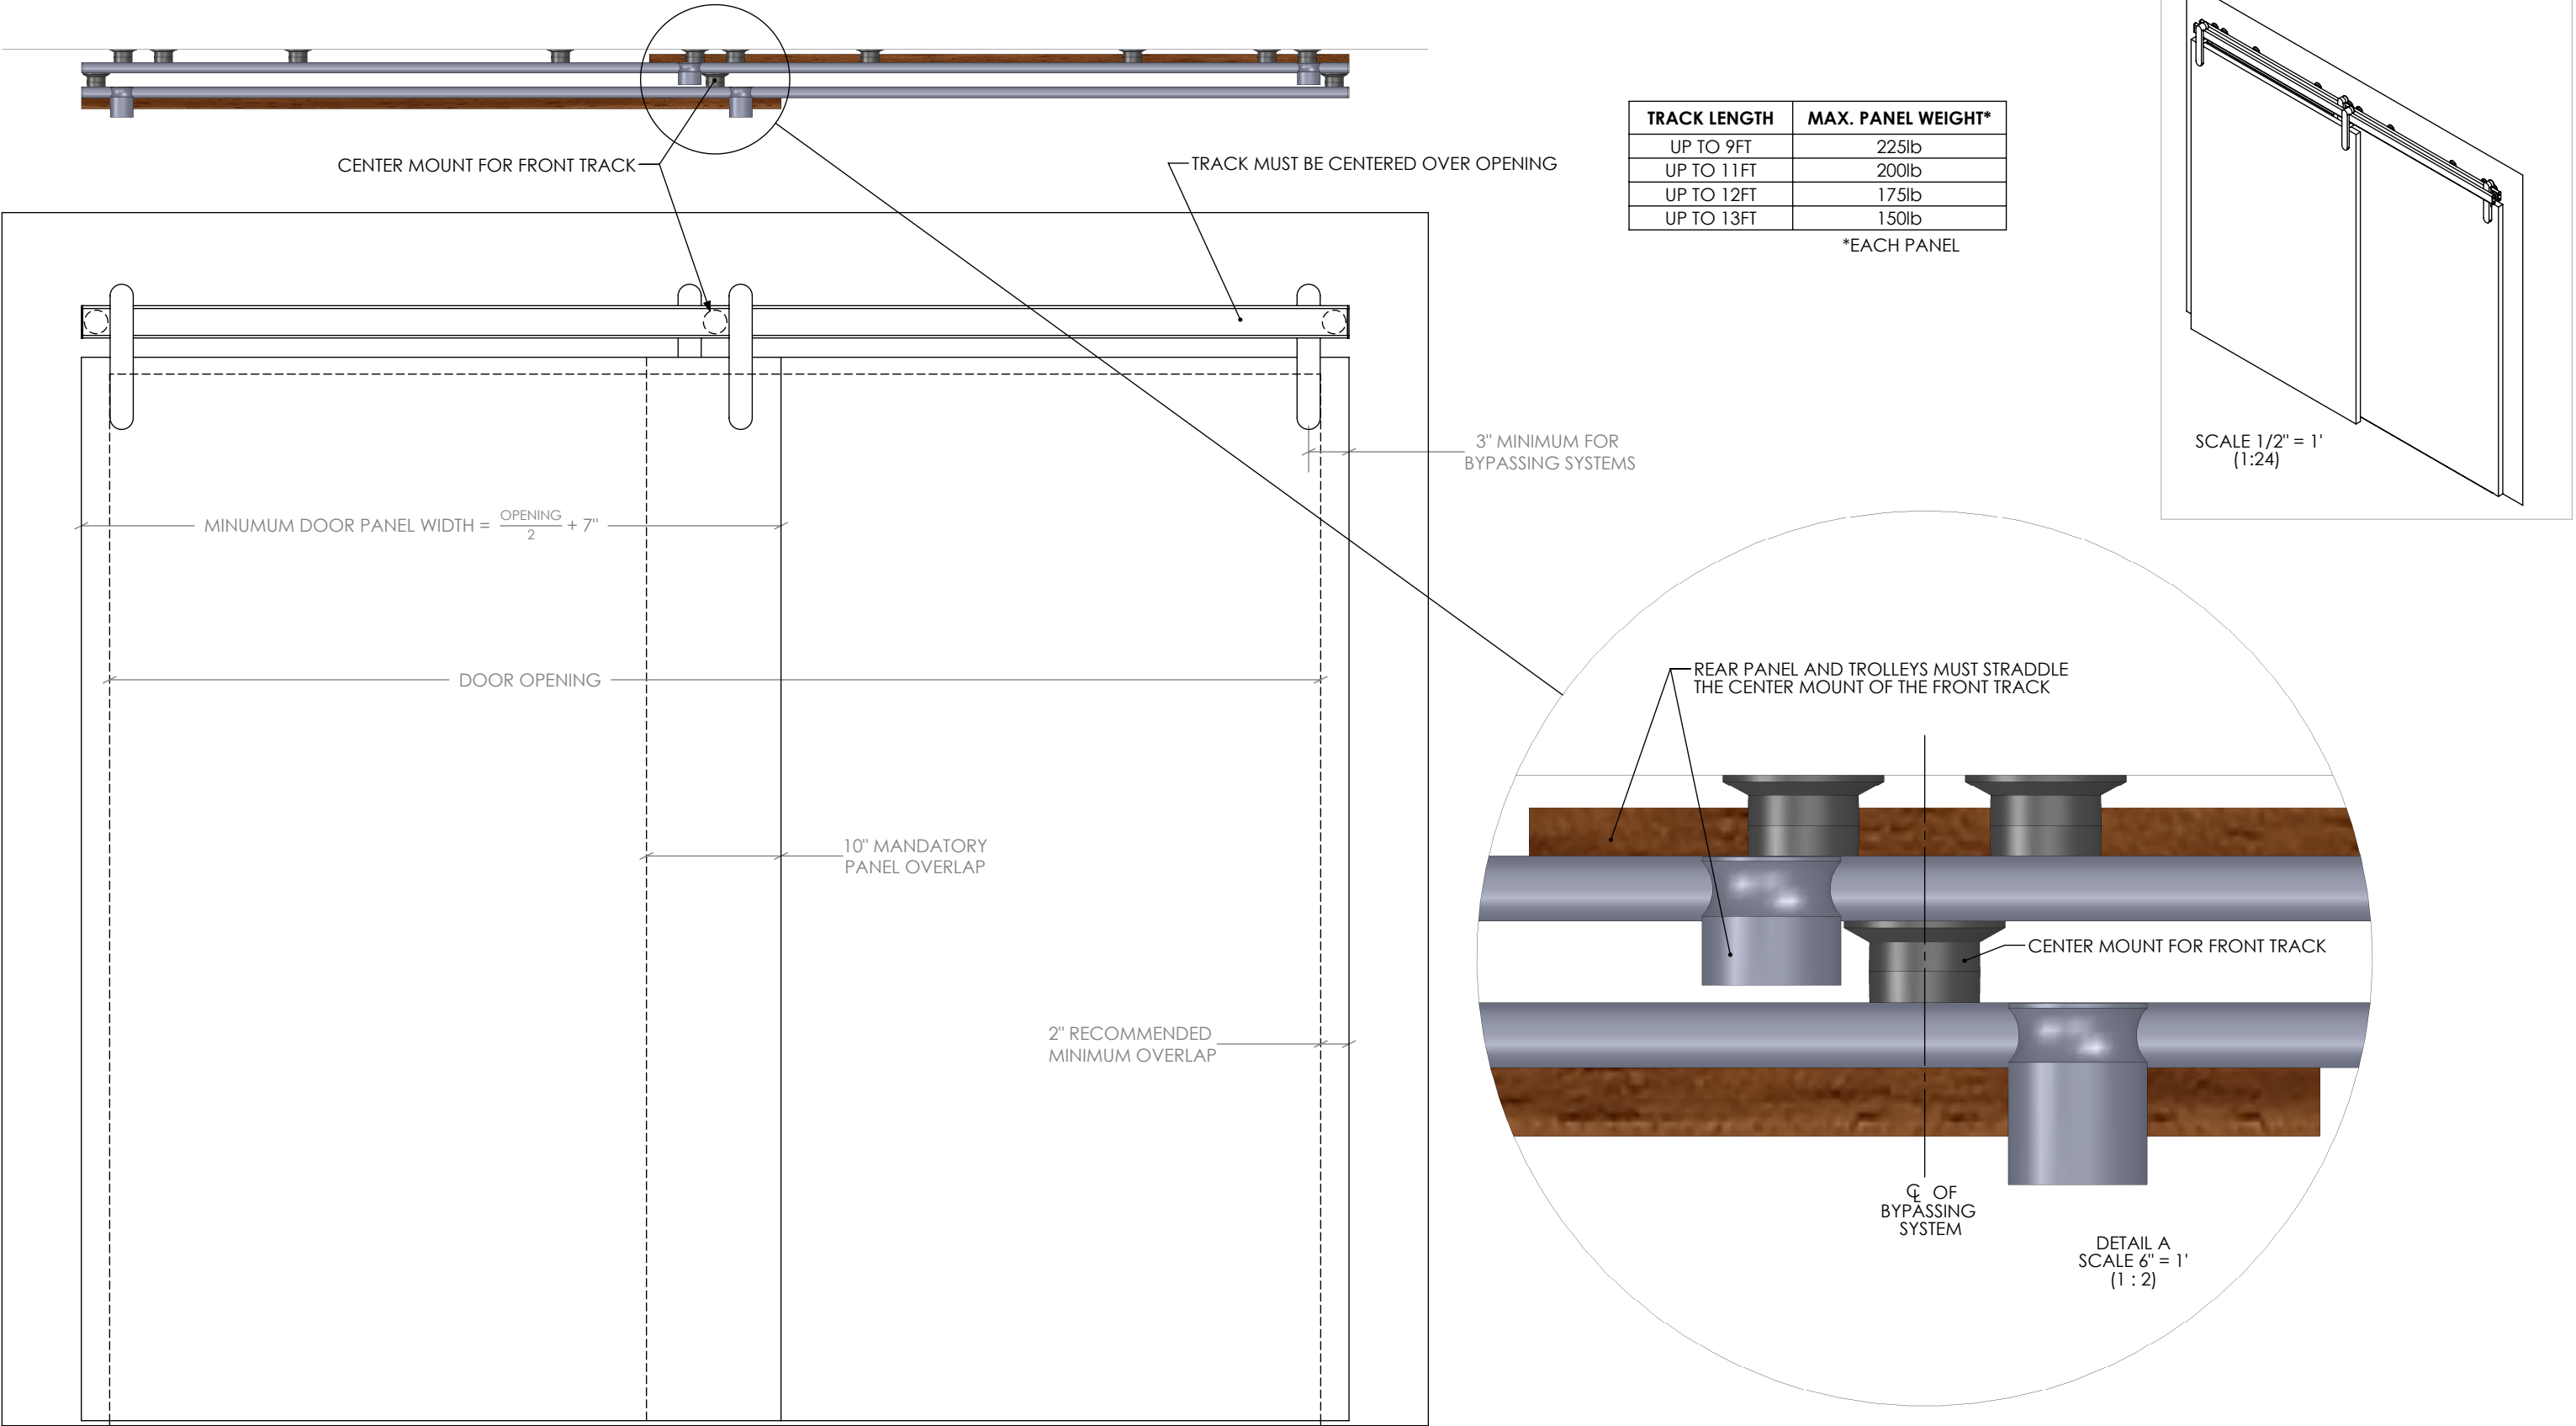 CENTER MOUNT FOR FRONT TRACK
TRACK MUST BE CENTERED OVER OPENING
TRACK LENGTH MAX. PANEL WEIGHT*
UP TO 9FT 225lb
UP TO 11FT 200lb
UP TO 12FT 175lb
UP TO 13FT 150lb
*EACH PANEL
SCALE 1/2" = 1'
(1:24)
3" MINIMUM FOR
BYPASSING SYSTEMS
MINUMUM DOOR PANEL WIDTH = OPENING/2 + 7"
DOOR OPENING
10" MANDATORY
PANEL OVERLAP
2" RECOMMENDED
MINIMUM OVERLAP
REAR PANEL AND TROLLEYS MUST STRADDLE
THE CENTER MOUNT OF THE FRONT TRACK
CENTER MOUNT FOR FRONT TRACK
℄ OF
BYPASSING
SYSTEM
DETAIL A
SCALE 6" = 1'
(1 : 2)